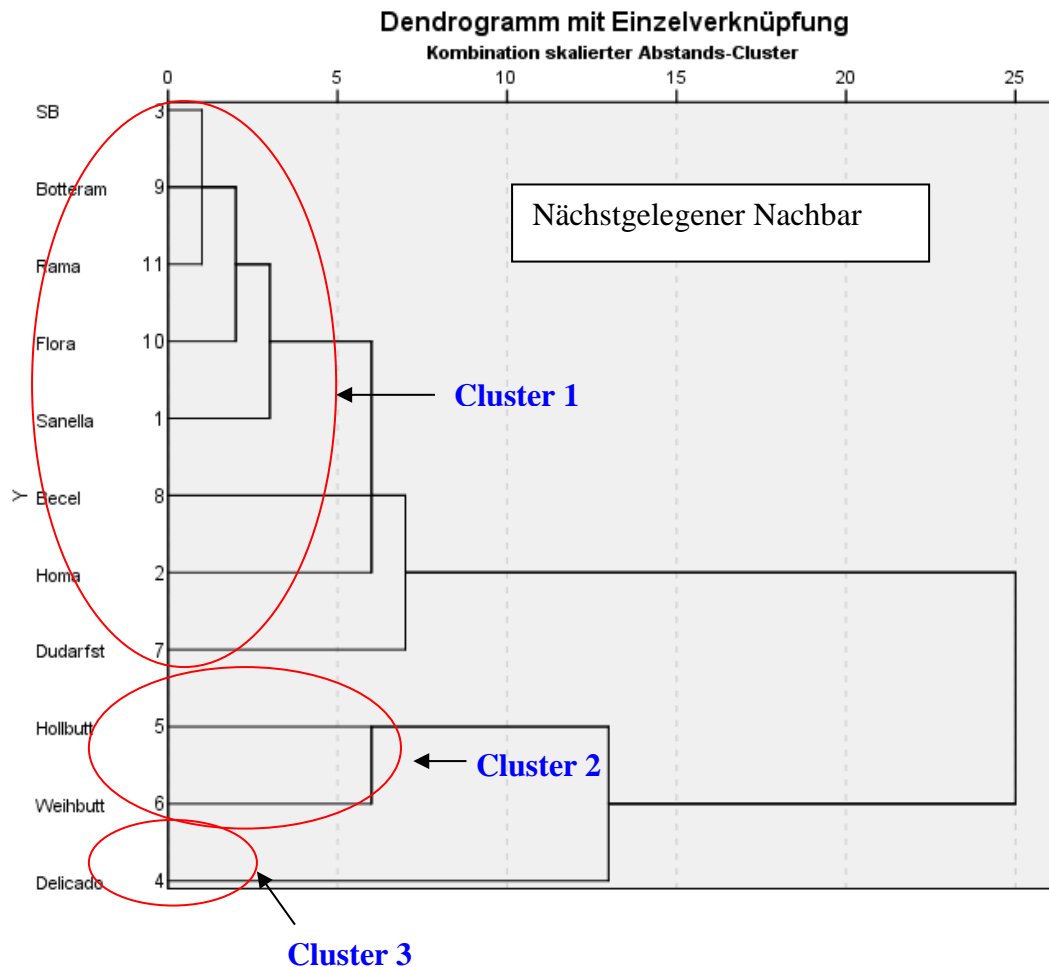 Dendrogramm mit Einzelverknüpfung
Kombination skalierter Abstands-Cluster
0 5 10 15 20 25
SB 3
Botteram 9
Nächstgelegener Nachbar
Rama 11
Flora 10
Cluster 1
Sanella 1
Y
Becel 8
Homa 2
Dudarfst 7
Hollbutt 5
Cluster 2
Weihbutt 6
Delicado 4
Cluster 3